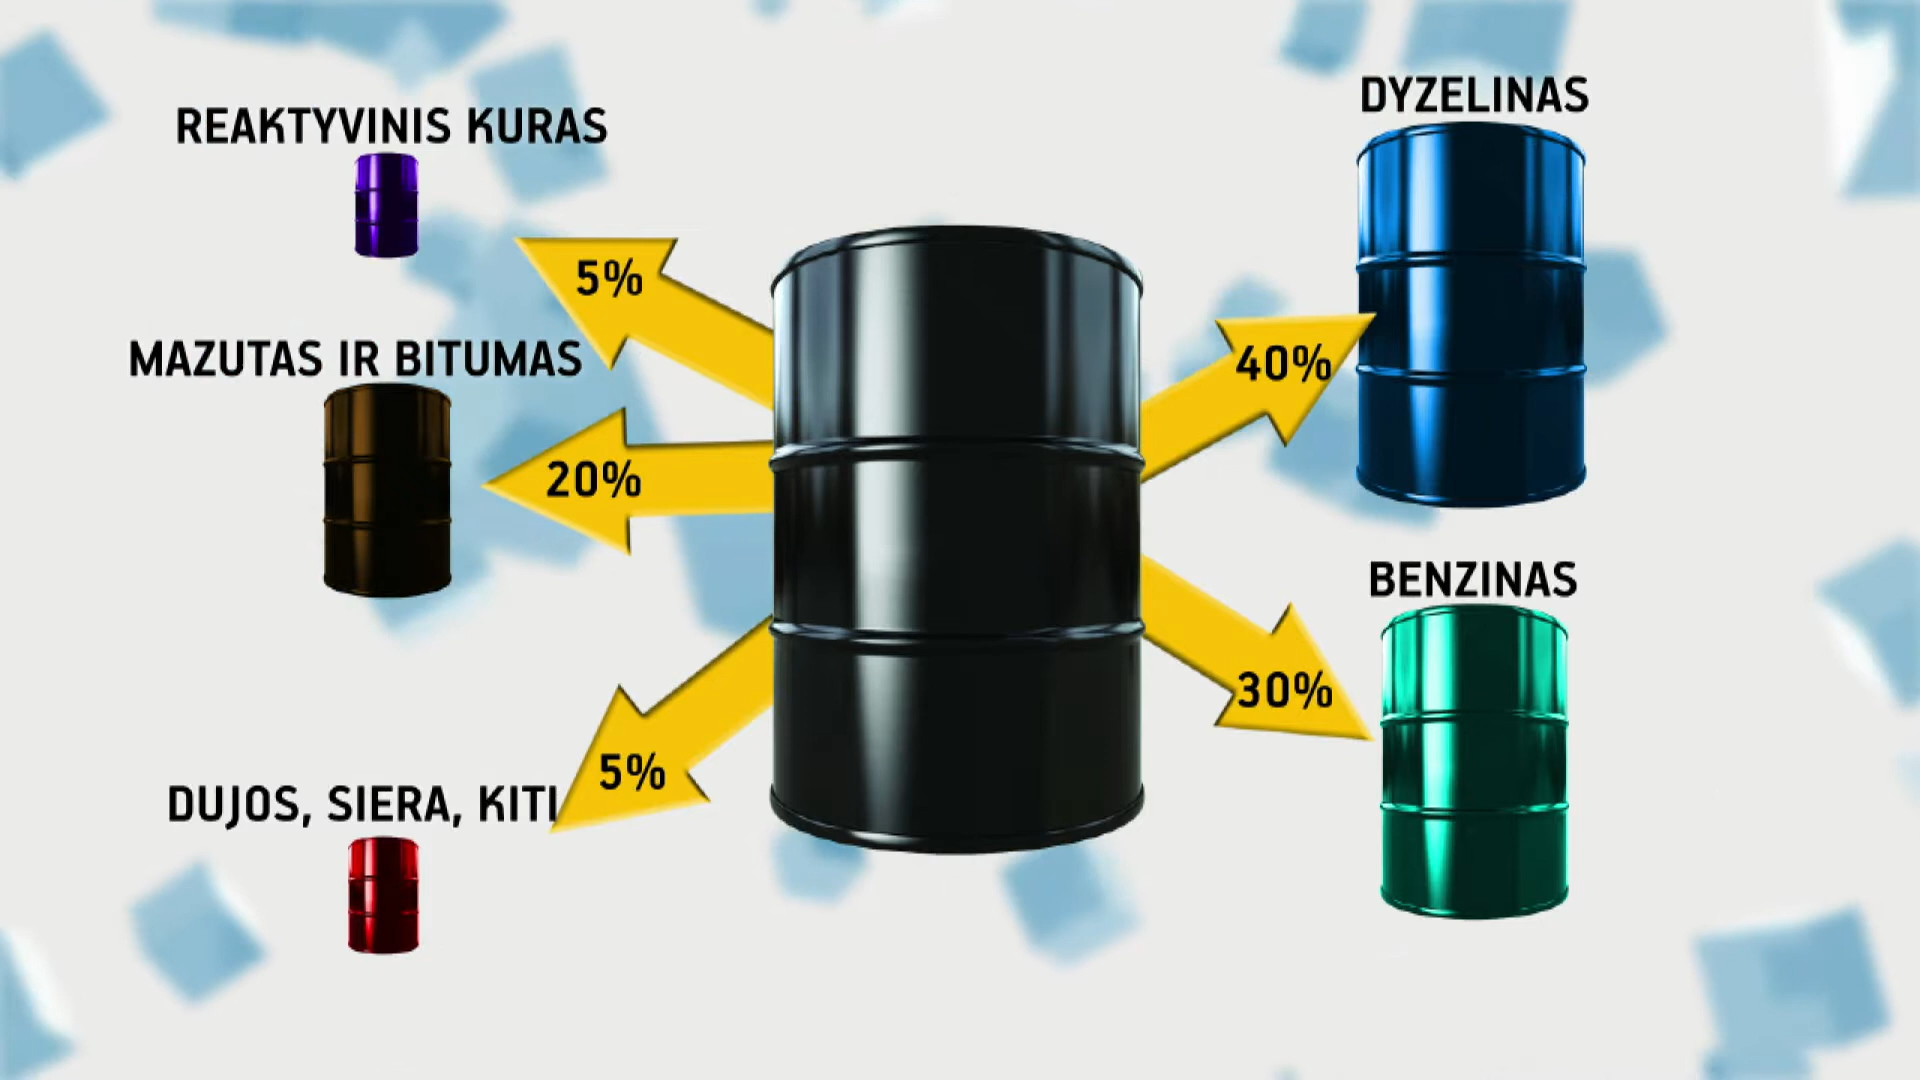 REAKTYVINIS KURAS
5%
MAZUTAS IR BITUMAS
20%
DUJOS, SIERA, KITI
5%
DYZELINAS
40%
BENZINAS
30%